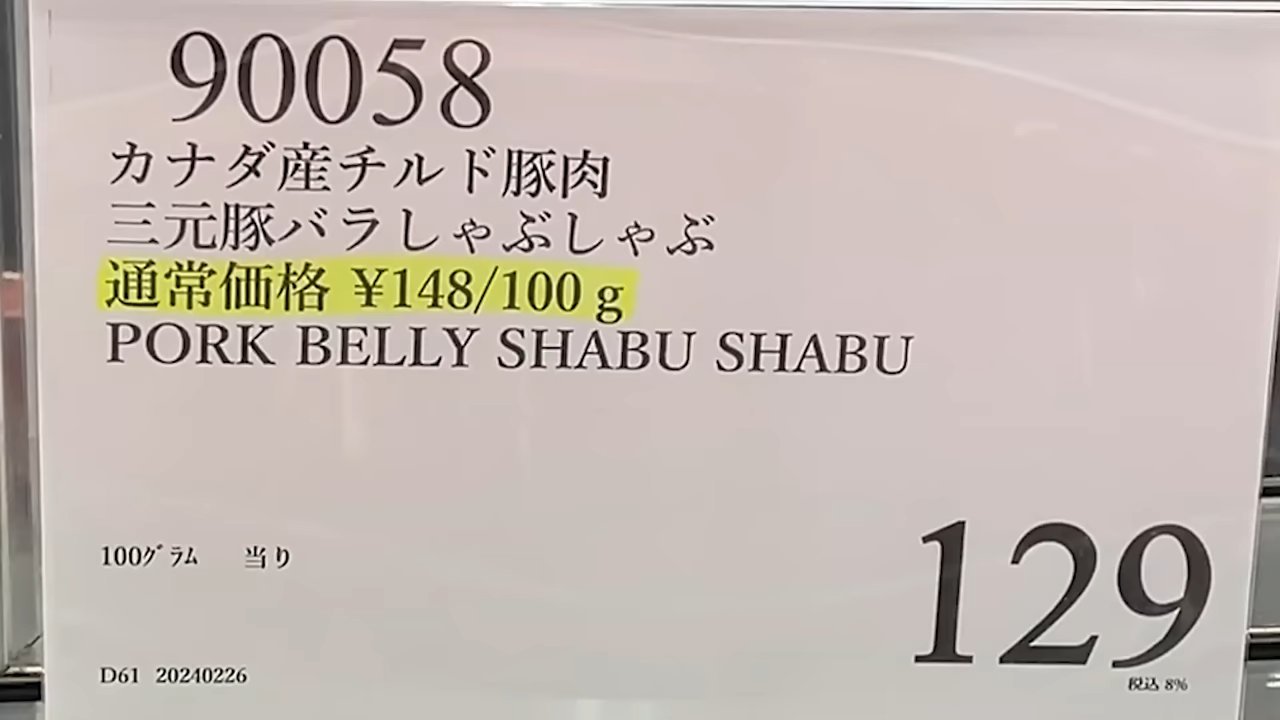 90058
カナダ産チルド豚肉
三元豚バラしゃぶしゃぶ
通常価格 ¥148/100 g
PORK BELLY SHABU SHABU
100グラム 当り
129
税込 8%
D61 20240226